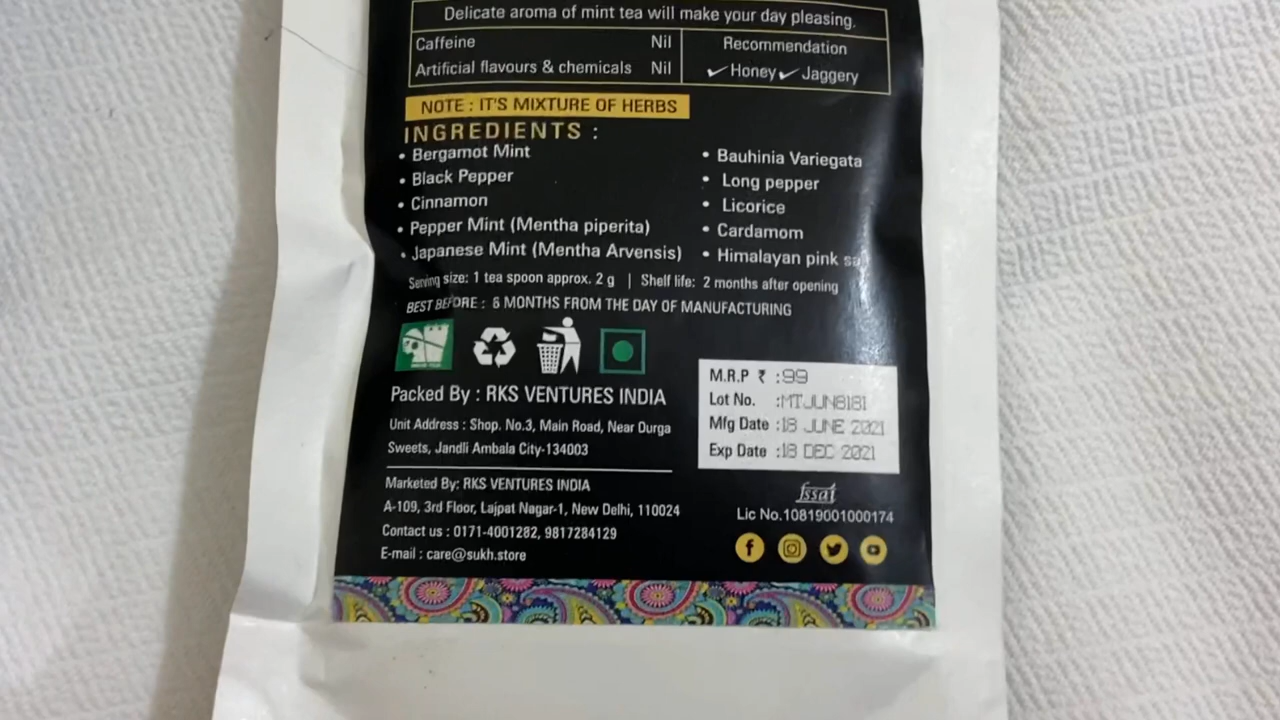 Delicate aroma of mint tea will make your day pleasing.
Caffeine Nil
Artificial flavours & chemicals Nil
Recommendation
✓Honey ✓ Jaggery
NOTE : IT'S MIXTURE OF HERBS
INGREDIENTS :
• Bergamot Mint
• Black Pepper
• Cinnamon
• Pepper Mint (Mentha piperita)
• Japanese Mint (Mentha Arvensis)
• Bauhinia Variegata
• Long pepper
• Licorice
• Cardamom
• Himalayan pink
Serving size: 1 tea spoon approx. 2 g | Shelf life: 2 months after opening
BEST BEFORE : 6 MONTHS FROM THE DAY OF MANUFACTURING
Packed By : RKS VENTURES INDIA
Unit Address : Shop. No.3, Main Road, Near Durga
Sweets, Jandli Ambala City-134003
Marketed By: RKS VENTURES INDIA
A-109, 3rd Floor, Lajpat Nagar-1, New Delhi, 110024
Contact us : 0171-4001282, 9817284129
E-mail : care@sukh.store
M.R.P ₹ :99
Lot No. :MTJUN8181
Mfg Date :18 JUNE 2021
Exp Date :18 DEC 2021
fssai
Lic No.10819001000174